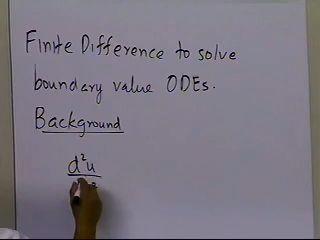 Finite Difference to solve
boundary value ODEs.
Background
d²u